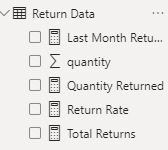 Return Data
Last Month Retu...
quantity
Quantity Returned
Return Rate
Total Returns